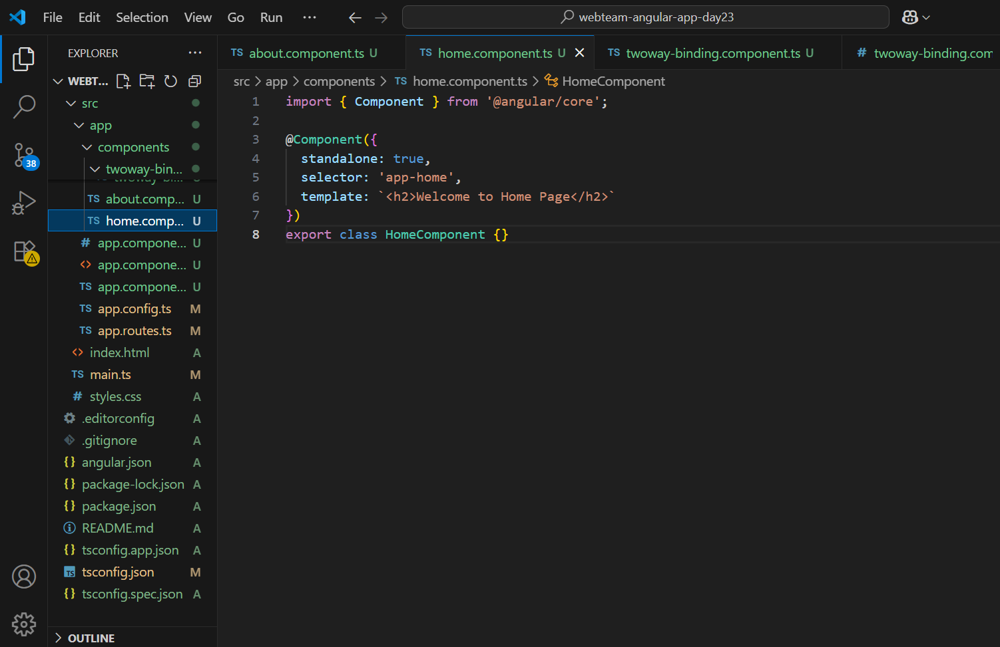 File Edit Selection View Go Run ··· webteam-angular-app-day23
EXPLORER ···
WEBT...
src
app
components
twoway-bin...
TS about.comp... U
TS home.comp... U
# app.compone... U
<> app.compone... U
TS app.compone... U
TS app.config.ts M
TS app.routes.ts M
<> index.html A
TS main.ts M
# styles.css A
.editorconfig A
.gitignore A
{} angular.json A
{} package-lock.json A
{} package.json A
README.md A
{} tsconfig.app.json A
TS tsconfig.json M
{} tsconfig.spec.json A
OUTLINE
38
TS about.component.ts U
TS home.component.ts U
TS twoway-binding.component.ts U
# twoway-binding.com
src > app > components > TS home.component.ts > HomeComponent
1 import { Component } from '@angular/core';
2
3 @Component({
4 standalone: true,
5 selector: 'app-home',
6 template: `<h2>Welcome to Home Page</h2>`
7 })
8 export class HomeComponent {}